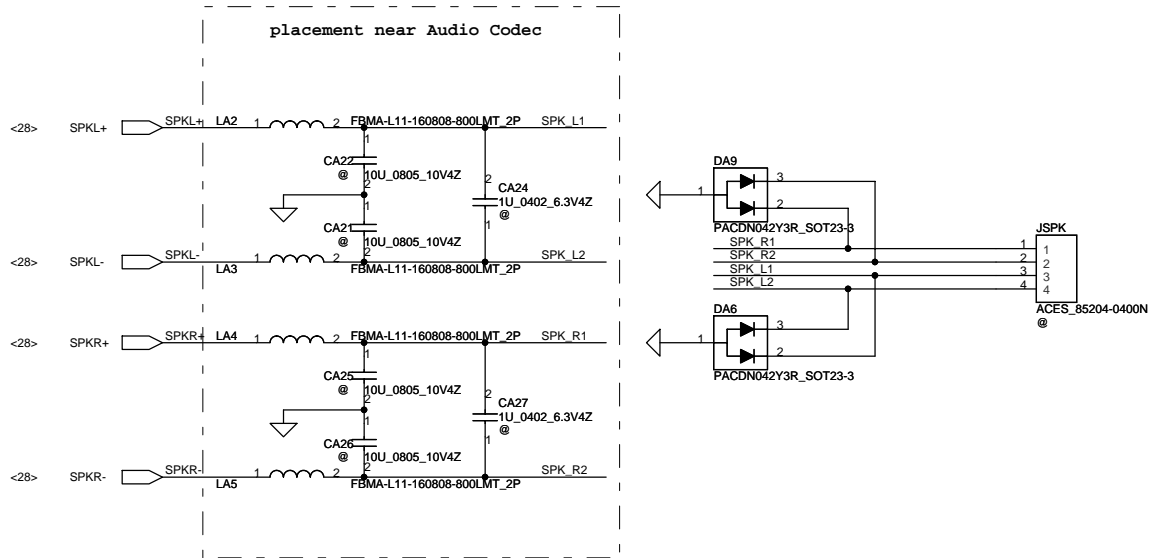 placement near Audio Codec
<28> SPKL+ SPKL+ LA2 1 2 FBMA-L11-160808-800LMT_2P SPK_L1
1
CA22
@ 10U_0805_10V4Z
2
2
CA24
1U_0402_6.3V4Z
@
1
1
CA21
@ 10U_0805_10V4Z
2
<28> SPKL- SPKL- LA3 1 2 FBMA-L11-160808-800LMT_2P SPK_L2
<28> SPKR+ SPKR+ LA4 1 2 FBMA-L11-160808-800LMT_2P SPK_R1
1
CA25
@ 10U_0805_10V4Z
2
2
CA27
1U_0402_6.3V4Z
@
1
1
CA26
@ 10U_0805_10V4Z
2
<28> SPKR- SPKR- LA5 1 2 FBMA-L11-160808-800LMT_2P SPK_R2
DA9
1 3
2
PACDN042Y3R_SOT23-3
SPK_R1 1
SPK_R2 2
SPK_L1 3
SPK_L2 4
JSPK
1
2
3
4
ACES_85204-0400N
@
DA6
1 3
2
PACDN042Y3R_SOT23-3